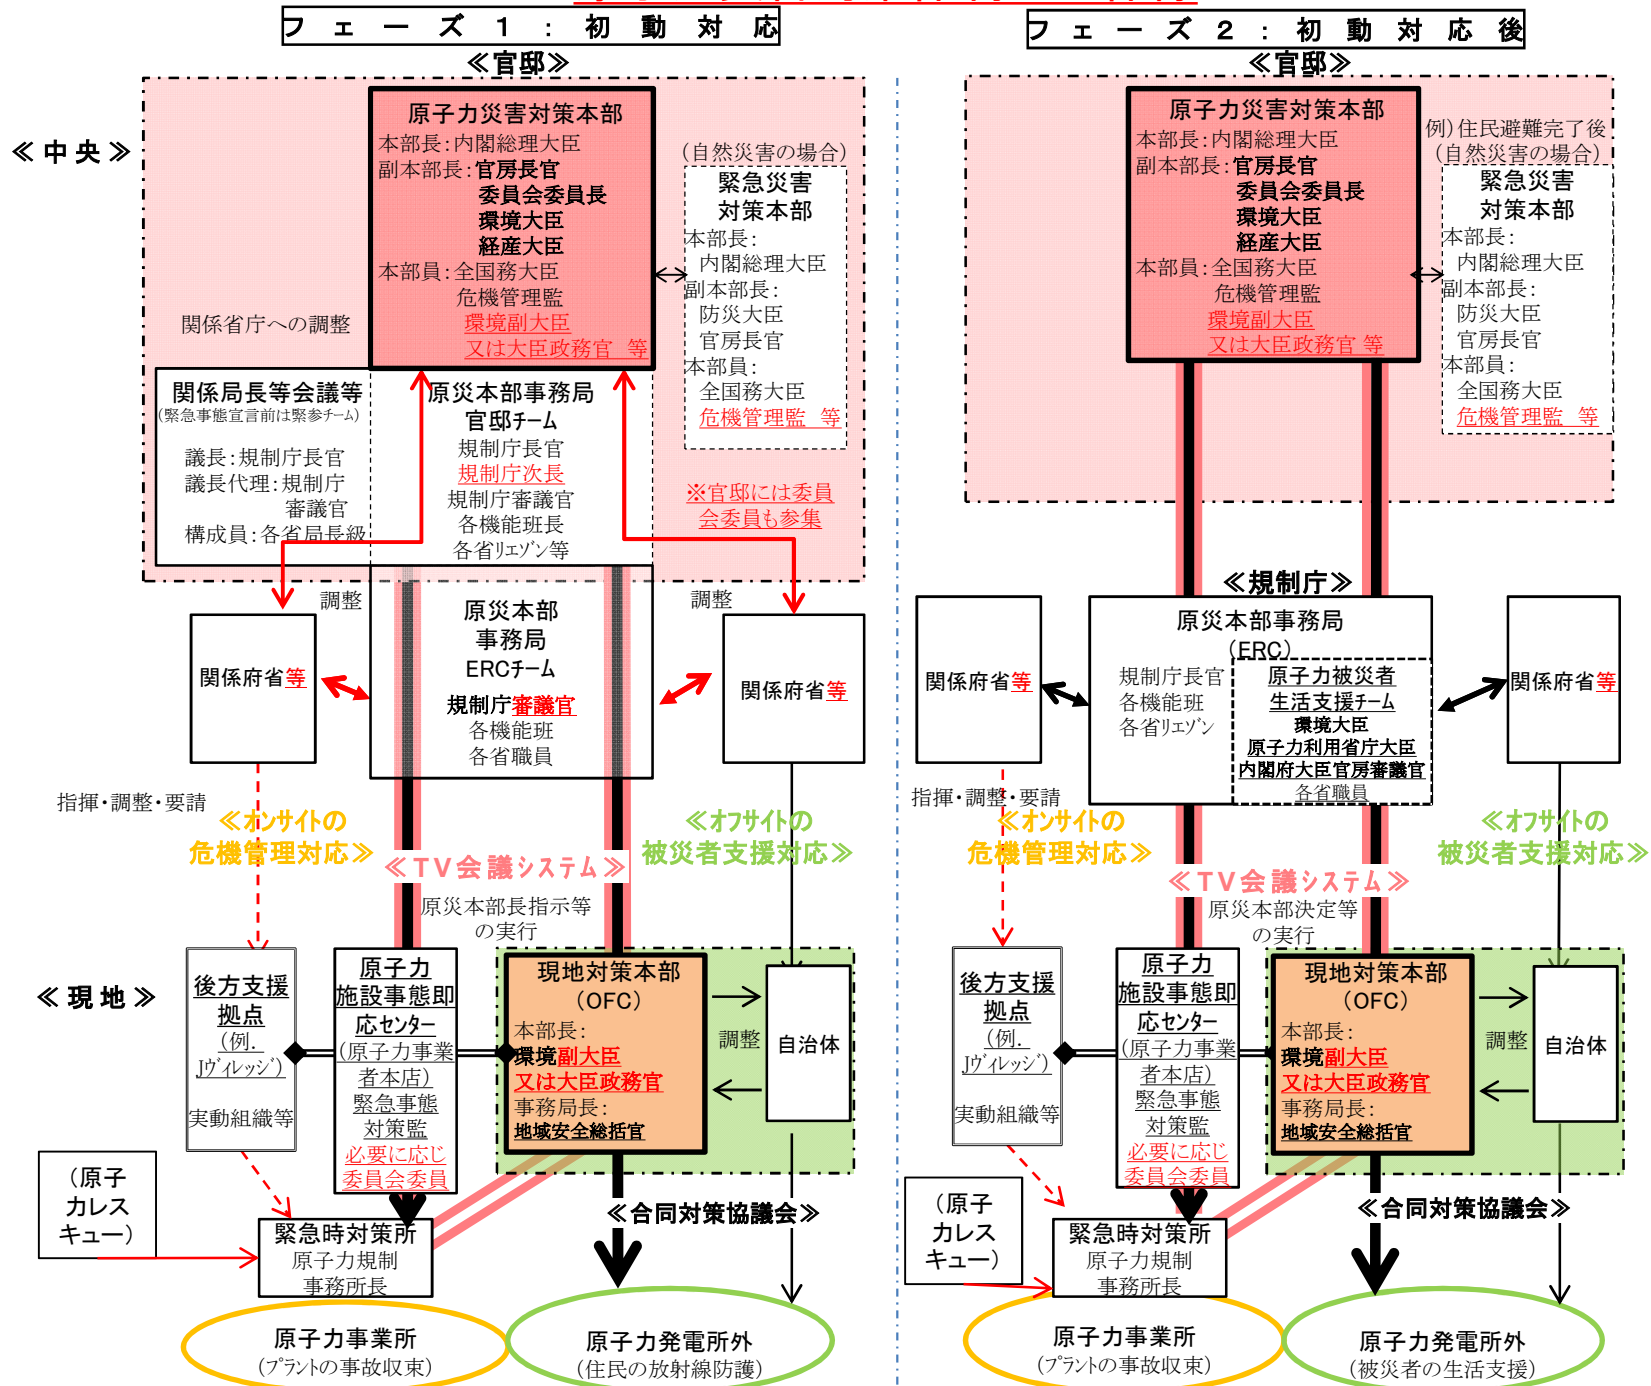 フェーズ1：初動対応
≪官邸≫
≪中央≫
原子力災害対策本部
本部長：内閣総理大臣
副本部長：官房長官
委員会委員長
環境大臣
経産大臣
本部員：全国務大臣
危機管理監
環境副大臣
又は大臣政務官 等
(自然災害の場合)
緊急災害
対策本部
本部長：
内閣総理大臣
副本部長：
防災大臣
官房長官
本部員：
全国務大臣
危機管理監 等
関係省庁への調整
関係局長等会議等
(緊急事態宣言前は緊参ﾁｰﾑ)
議長：規制庁長官
議長代理：規制庁
審議官
構成員：各省局長級
原災本部事務局
官邸チーム
規制庁長官
規制庁次長
規制庁審議官
各機能班長
各省ﾘｴｿﾞﾝ等
※官邸には委員
会委員も参集
調整
調整
関係府省等
原災本部
事務局
ERCチーム
規制庁審議官
各機能班
各省職員
関係府省等
指揮・調整・要請
≪オンサイトの
危機管理対応≫
≪TV会議ｼｽﾃﾑ≫
≪オフサイトの
被災者支援対応≫
原災本部長指示等
の実行
≪現地≫
後方支援
拠点
(例.
Jｳﾞｨﾚｯｼﾞ)
実動組織等
原子力
施設事態即
応センター
(原子力事業
者本店)
緊急事態
対策監
必要に応じ
委員会委員
現地対策本部
(OFC)
本部長：
環境副大臣
又は大臣政務官
事務局長：
地域安全総括官
調整
自治体
(原子
力レス
キュー)
緊急時対策所
原子力規制
事務所長
≪合同対策協議会≫
原子力事業所
(ﾌﾟﾗﾝﾄの事故収束)
原子力発電所外
(住民の放射線防護)
フェーズ2：初動対応後
≪官邸≫
原子力災害対策本部
本部長：内閣総理大臣
副本部長：官房長官
委員会委員長
環境大臣
経産大臣
本部員：全国務大臣
危機管理監
環境副大臣
又は大臣政務官 等
例)住民避難完了後
(自然災害の場合)
緊急災害
対策本部
本部長：
内閣総理大臣
副本部長：
防災大臣
官房長官
本部員：
全国務大臣
危機管理監 等
≪規制庁≫
関係府省等
原災本部事務局
(ERC)
規制庁長官
各機能班
各省ﾘｴｿﾞﾝ
原子力被災者
生活支援チーム
環境大臣
原子力利用省庁大臣
内閣府大臣官房審議官
各省職員
関係府省等
指揮・調整・要請
≪オンサイトの
危機管理対応≫
≪TV会議ｼｽﾃﾑ≫
≪オフサイトの
被災者支援対応≫
原災本部決定等
の実行
後方支援
拠点
(例.
Jｳﾞｨﾚｯｼﾞ)
実動組織等
原子力
施設事態即
応センター
(原子力事業
者本店)
緊急事態
対策監
必要に応じ
委員会委員
現地対策本部
(OFC)
本部長：
環境副大臣
又は大臣政務官
事務局長：
地域安全総括官
調整
自治体
(原子
力レス
キュー)
緊急時対策所
原子力規制
事務所長
≪合同対策協議会≫
原子力事業所
(ﾌﾟﾗﾝﾄの事故収束)
原子力発電所外
(被災者の生活支援)